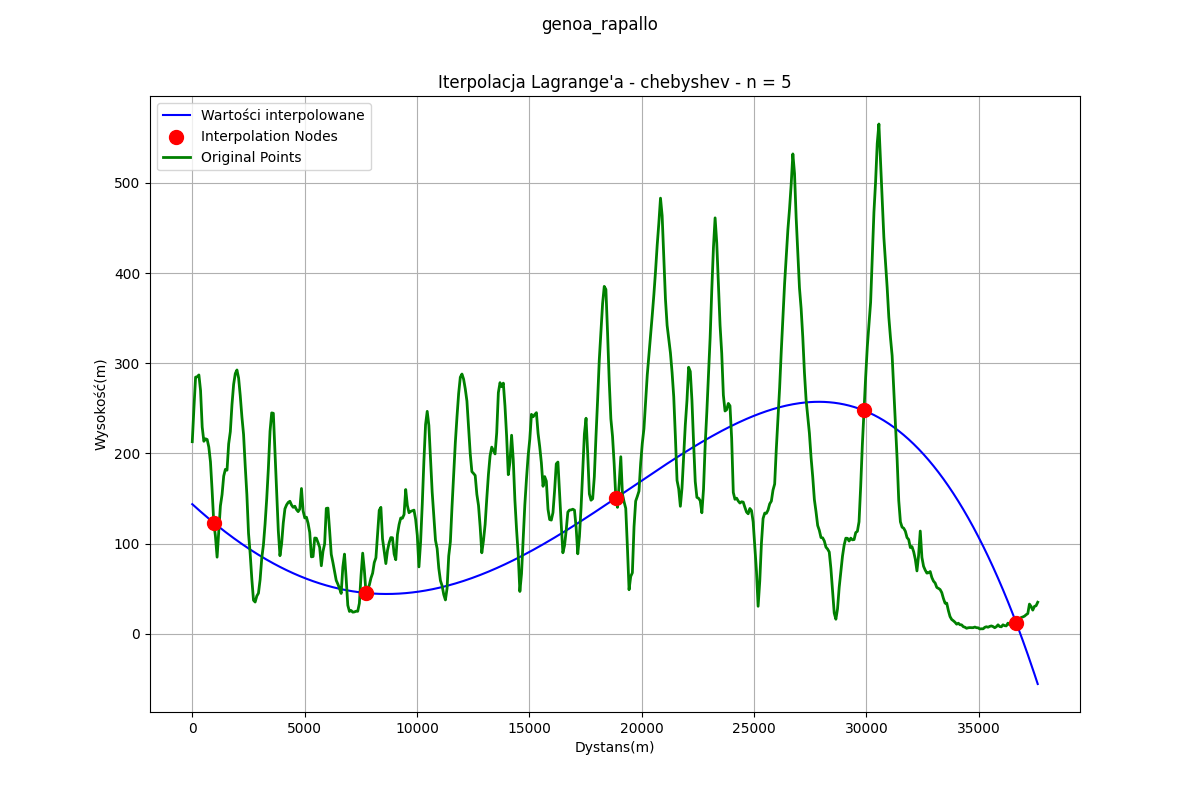 genoa_rapallo
Iterpolacja Lagrange'a - chebyshev - n = 5
Wartości interpolowane
Interpolation Nodes
Original Points
500
400
300
200
100
0
Wysokość(m)
0 5000 10000 15000 20000 25000 30000 35000
Dystans(m)